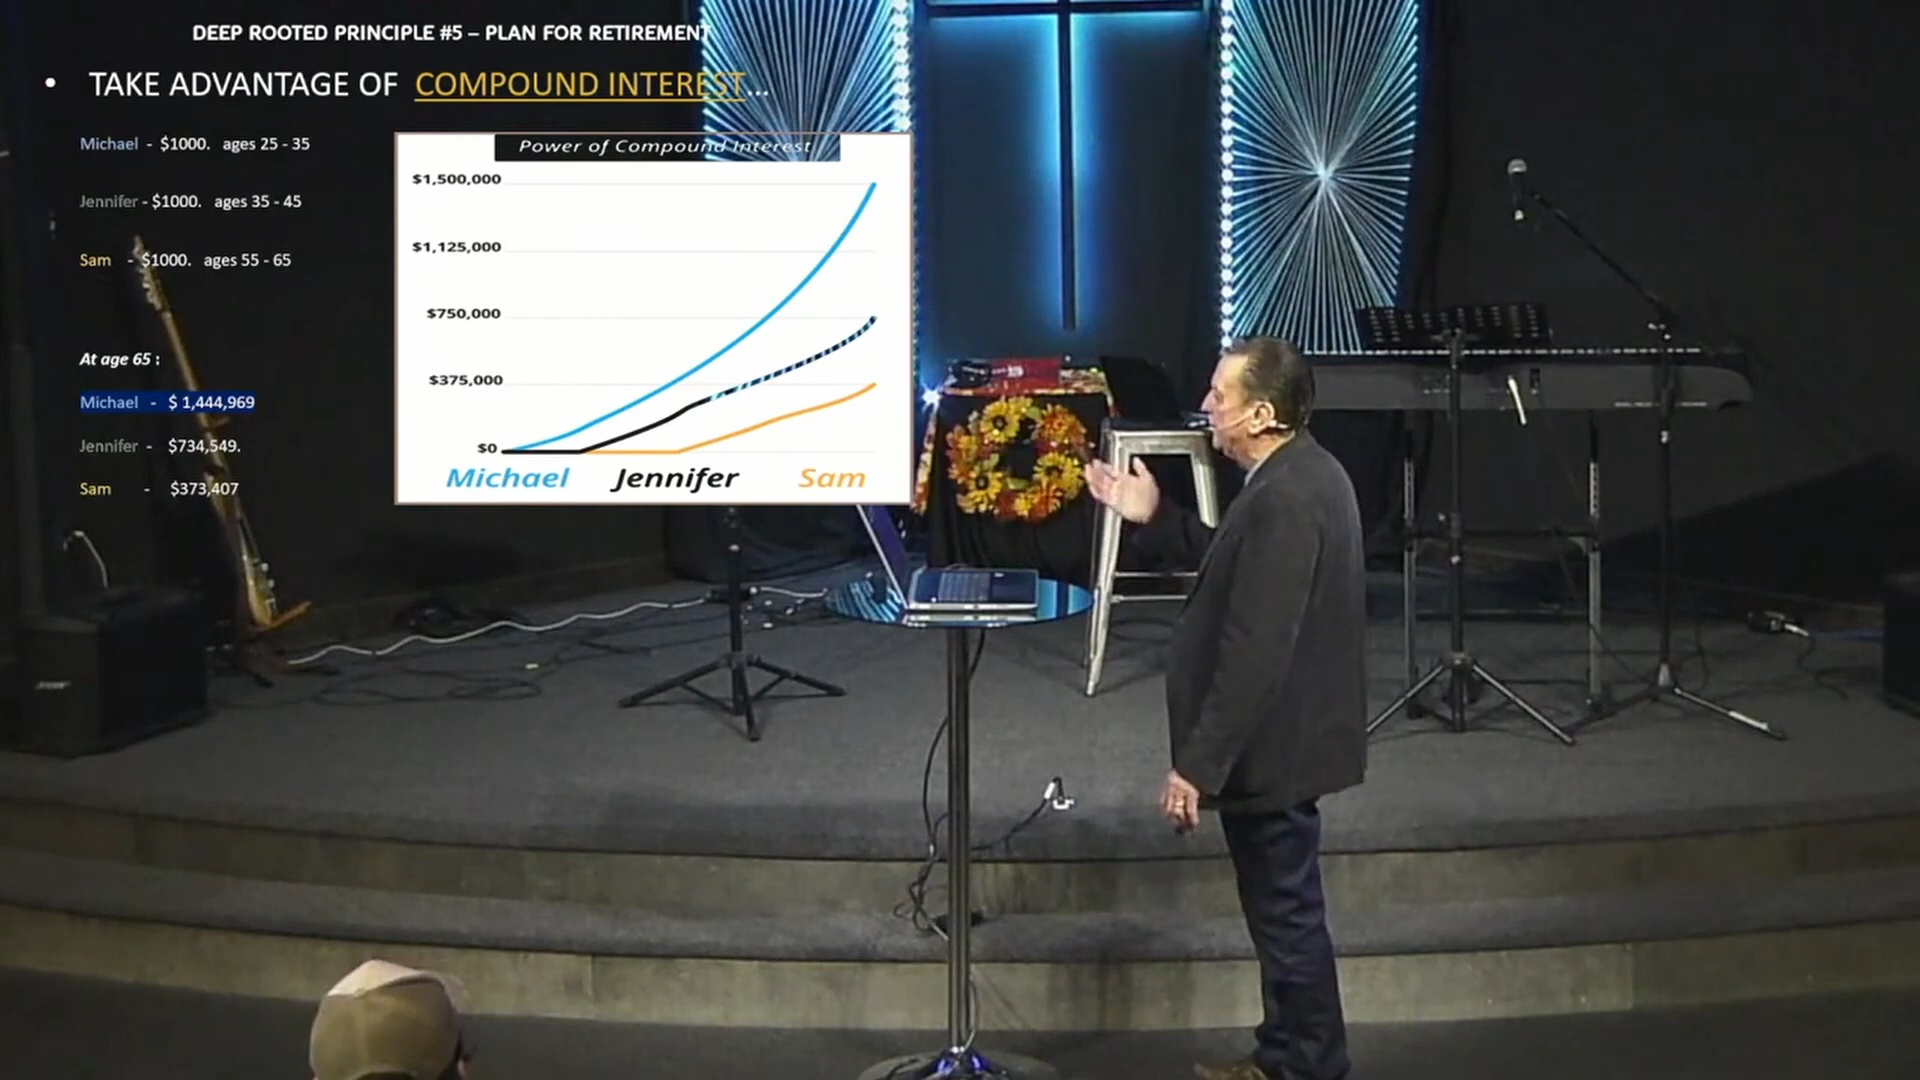 DEEP ROOTED PRINCIPLE #5 – PLAN FOR RETIREMENT
• TAKE ADVANTAGE OF COMPOUND INTEREST...
Michael - $1000. ages 25 - 35
Jennifer - $1000. ages 35 - 45
Sam - $1000. ages 55 - 65
At age 65 :
Michael - $ 1,444,969
Jennifer - $734,549.
Sam - $373,407
Power of Compound Interest
$1,500,000
$1,125,000
$750,000
$375,000
$0
Michael Jennifer Sam